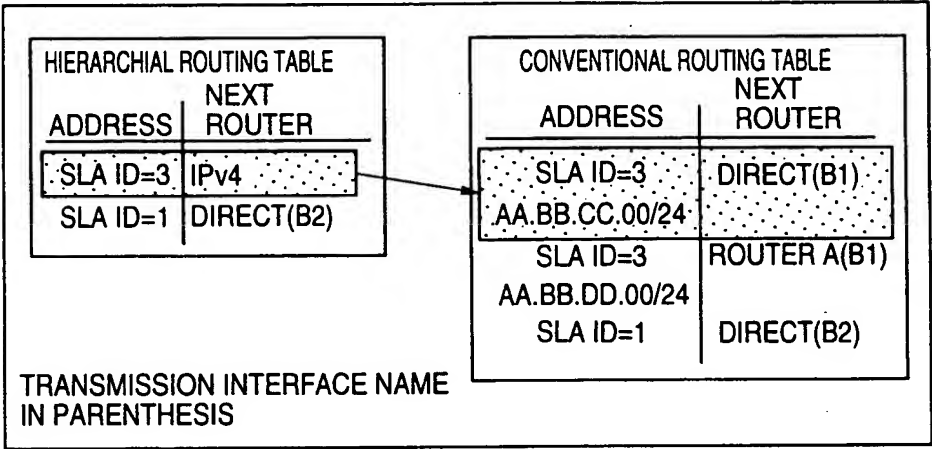 HIERARCHIAL ROUTING TABLE
NEXT
ADDRESS ROUTER
SLA ID=3 IPv4
SLA ID=1 DIRECT(B2)
CONVENTIONAL ROUTING TABLE
NEXT
ADDRESS ROUTER
SLA ID=3 DIRECT(B1)
AA.BB.CC.00/24
SLA ID=3 ROUTER A(B1)
AA.BB.DD.00/24
SLA ID=1 DIRECT(B2)
TRANSMISSION INTERFACE NAME
IN PARENTHESIS